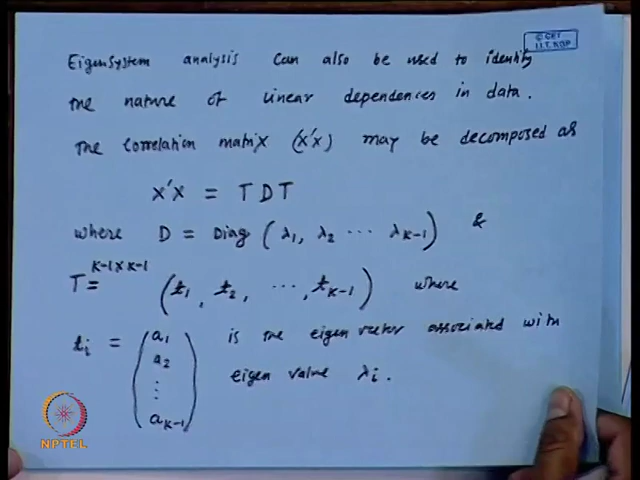 © CET
I.I.T. KGP
Eigensystem analysis can also be used to identify
the nature of linear dependences in data.
The correlation matrix (X'X) may be decomposed as
X'X = T D T
where D = Diag (λ1, λ2 ... λK-1) &
T K-1×K-1 = (t1, t2, ..., tK-1) where
ti = (a1 a2 ⋮ aK-1) is the eigen vector associated with
eigen value λi.
NPTEL